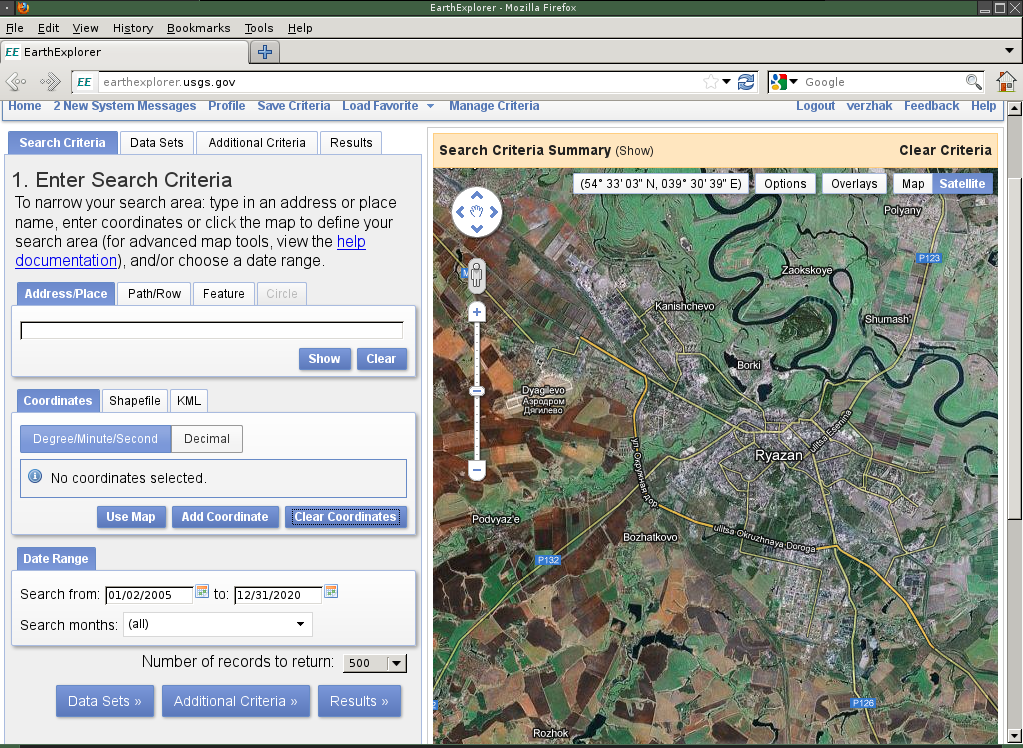 EarthExplorer - Mozilla Firefox
File Edit View History Bookmarks Tools Help
EE EarthExplorer
EE earthexplorer.usgs.gov Google
Home 2 New System Messages Profile Save Criteria Load Favorite Manage Criteria Logout verzhak Feedback Help
Search Criteria Data Sets Additional Criteria Results
Search Criteria Summary (Show) Clear Criteria
1. Enter Search Criteria
To narrow your search area: type in an address or place
name, enter coordinates or click the map to define your
search area (for advanced map tools, view the help
documentation), and/or choose a date range.
Address/Place Path/Row Feature Circle
Show Clear
Coordinates Shapefile KML
Degree/Minute/Second Decimal
No coordinates selected.
Use Map Add Coordinate Clear Coordinates
Date Range
Search from: 01/02/2005 to: 12/31/2020
Search months: (all)
Number of records to return: 500
Data Sets » Additional Criteria » Results »
(54° 33' 03" N, 039° 30' 39" E) Options Overlays Map Satellite
Polyany
P123
Zaokskoye
Kanishchevo
Shumash'
Borki
Dyagilevo
Аэродром
Дягилево
ulitsa Esenina
Ryazan
ул. Окружная дор
Podvyaz'e
ulitsa Okruzhnaya Doroga
Bozhatkovo
P132
P126
Rozhok